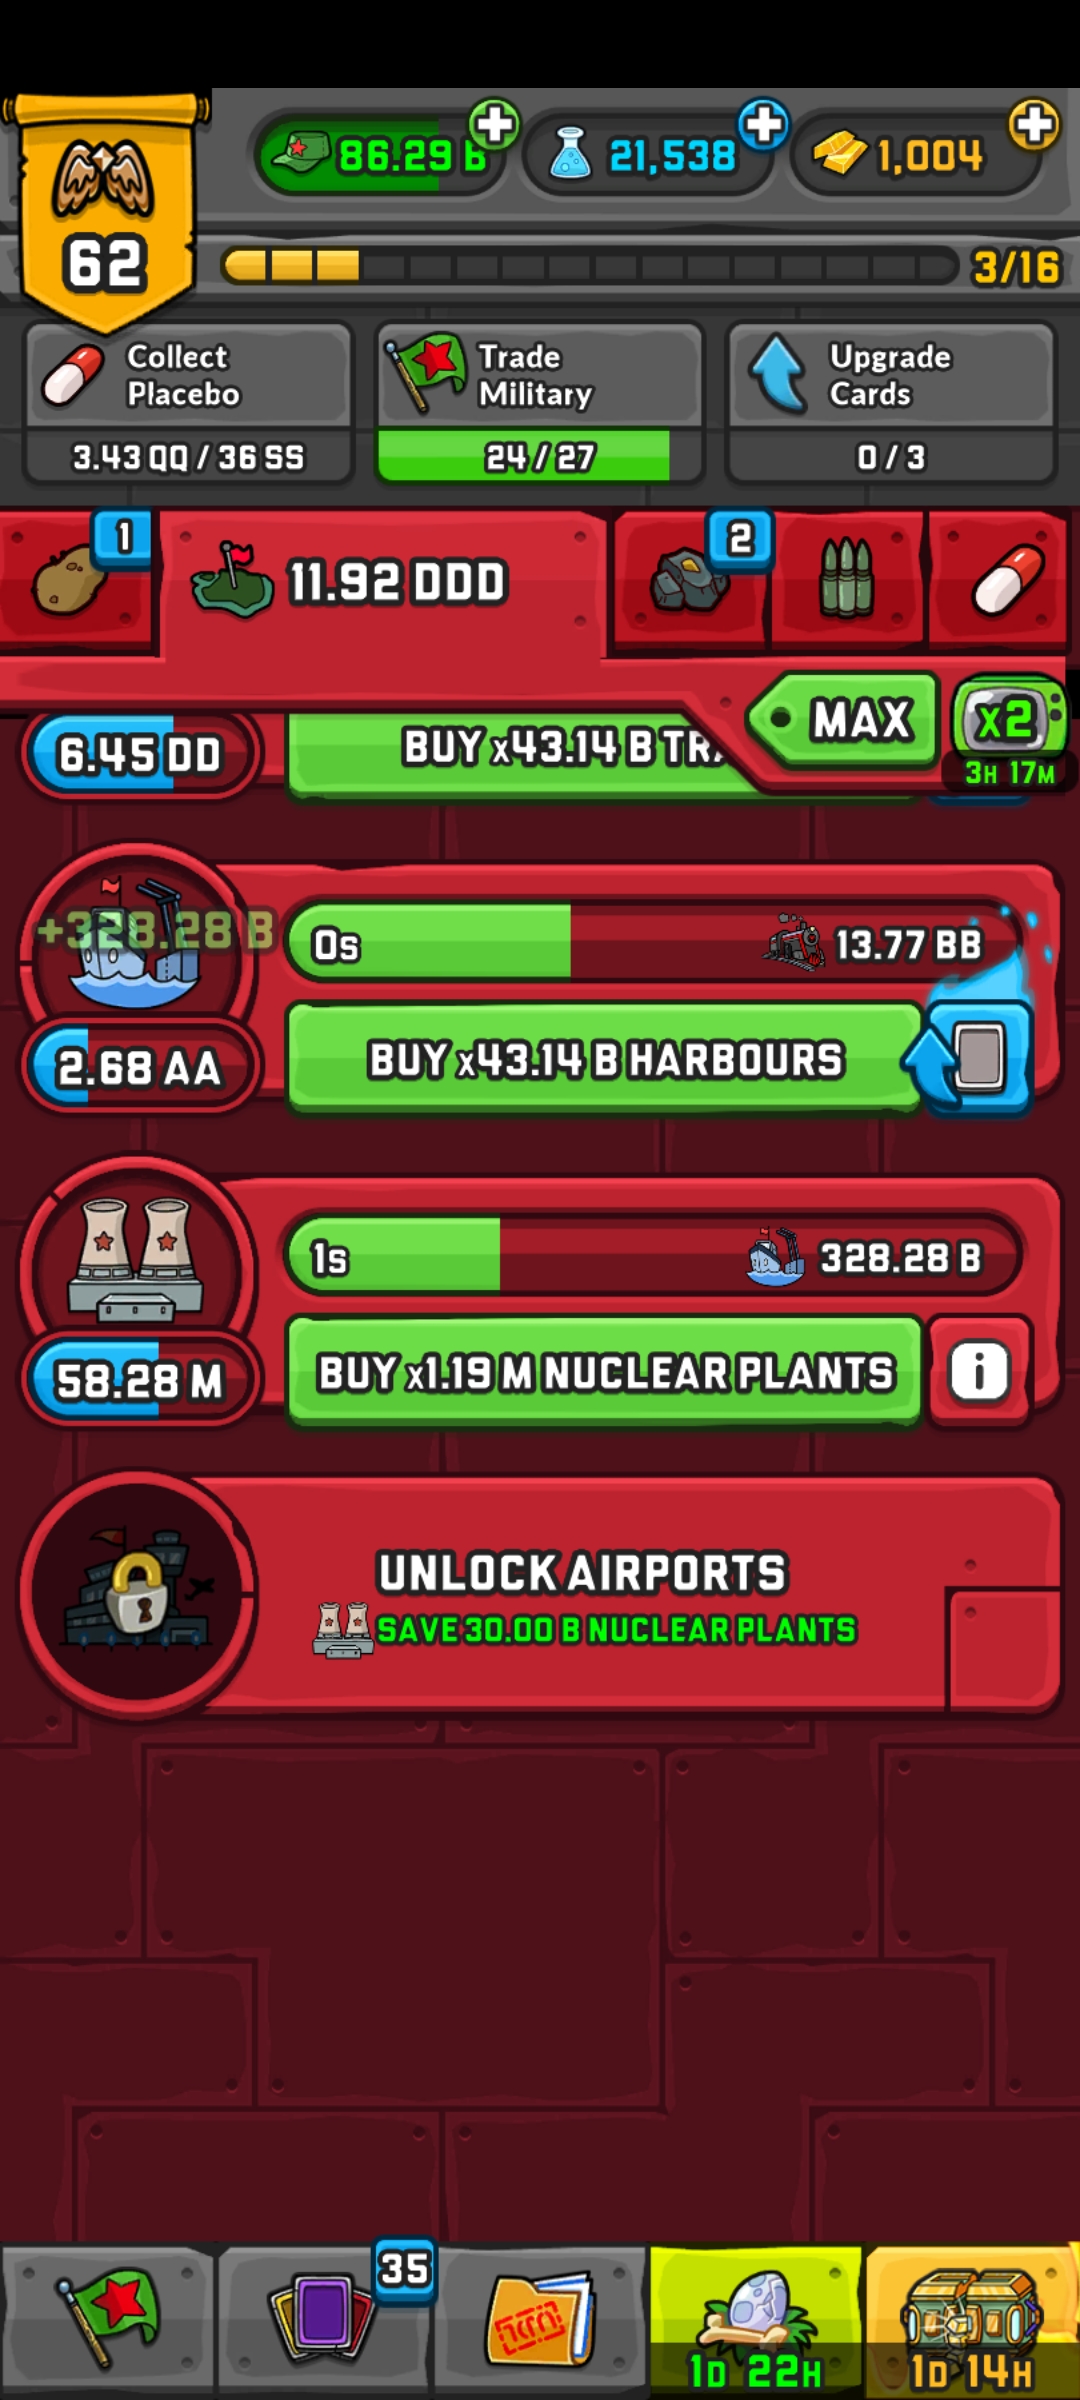 86.29 B
21,538
1,004
62
3/16
Collect
Placebo
3.43 QQ / 36 SS
Trade
Military
24 / 27
Upgrade
Cards
0 / 3
1
11.92 DDD
2
MAX
x2
3H 17M
6.45 DD
BUY x43.14 B
+328.28 B
0s
13.77 BB
2.68 AA
BUY x43.14 B HARBOURS
1s
328.28 B
58.28 M
BUY x1.19 M NUCLEAR PLANTS
i
UNLOCK AIRPORTS
SAVE 30.00 B NUCLEAR PLANTS
35
1D 22H
1D 14H